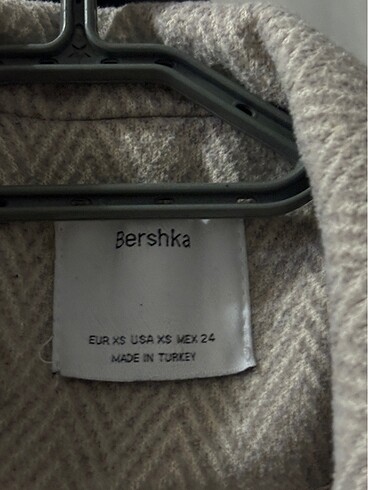 Bershka
EUR XS USA XS MEX 24
MADE IN TURKEY